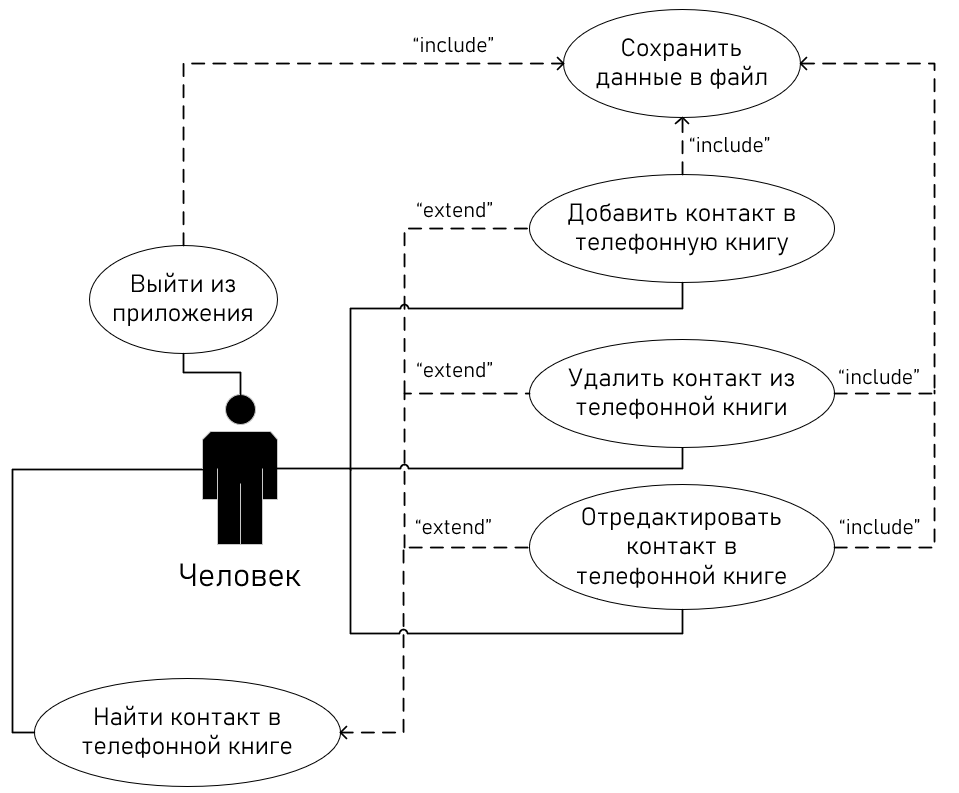 “include”
Сохранить
данные в файл
“include”
“extend”
Добавить контакт в
телефонную книгу
Выйти из
приложения
“extend”
Удалить контакт из
телефонной книги
“include”
“extend”
Отредактировать
контакт в
телефонной книге
“include”
Человек
Найти контакт в
телефонной книге